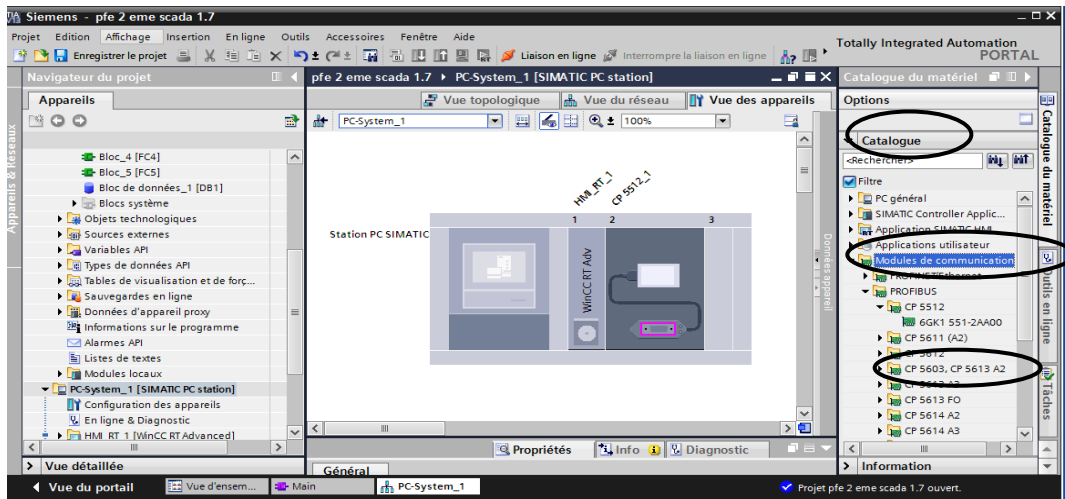 Siemens - pfe 2 eme scada 1.7
Projet Edition Affichage Insertion En ligne Outils Accessoires Fenêtre Aide
Enregistrer le projet
Liaison en ligne
Interrompre la liaison en ligne
Totally Integrated Automation
PORTAL
Navigateur du projet
Appareils
Appareils & Réseaux
Bloc_4 [FC4]
Bloc_5 [FC5]
Bloc de données_1 [DB1]
Blocs système
Objets technologiques
Sources externes
Variables API
Types de données API
Tables de visualisation et de forç...
Sauvegardes en ligne
Données d'appareil proxy
Informations sur le programme
Alarmes API
Listes de textes
Modules locaux
PC-System_1 [SIMATIC PC station]
Configuration des appareils
En ligne & Diagnostic
HMI_RT_1 [WinCC RT Advanced]
Vue détaillée
pfe 2 eme scada 1.7 PC-System_1 [SIMATIC PC station]
Vue topologique
Vue du réseau
Vue des appareils
PC-System_1
100%
HMI_RT_1
CP 5512_1
1 2 3
Station PC SIMATIC
WinCC RT Adv
Données appareil
Propriétés
Info
Diagnostic
Général
Catalogue du matériel
Options
Catalogue
<Rechercher>
Filtre
PC général
SIMATIC Controller Applic...
Application SIMATIC HMI
Applications utilisateur
Modules de communication
PROFINET/Ethernet
PROFIBUS
CP 5512
6GK1 551-2AA00
CP 5611 (A2)
CP 5612
CP 5603, CP 5613 A2
CP 5613 A3
CP 5613 FO
CP 5614 A2
CP 5614 A3
Information
Catalogue du matériel
Outils en ligne
Tâches
Vue du portail
Vue d'ensem...
Main
PC-System_1
Projet pfe 2 eme scada 1.7 ouvert.